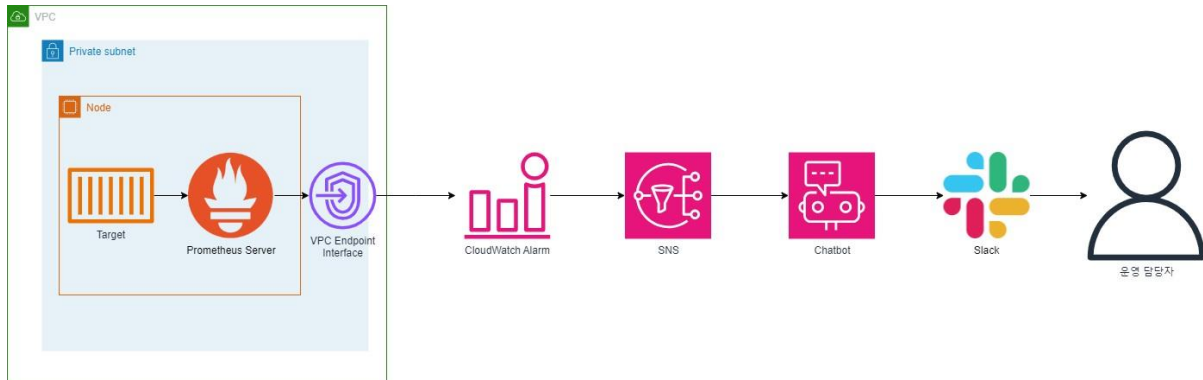 VPC
Private subnet
Node
Target
Prometheus Server
VPC Endpoint
Interface
CloudWatch Alarm
SNS
Chatbot
Slack
운영 담당자